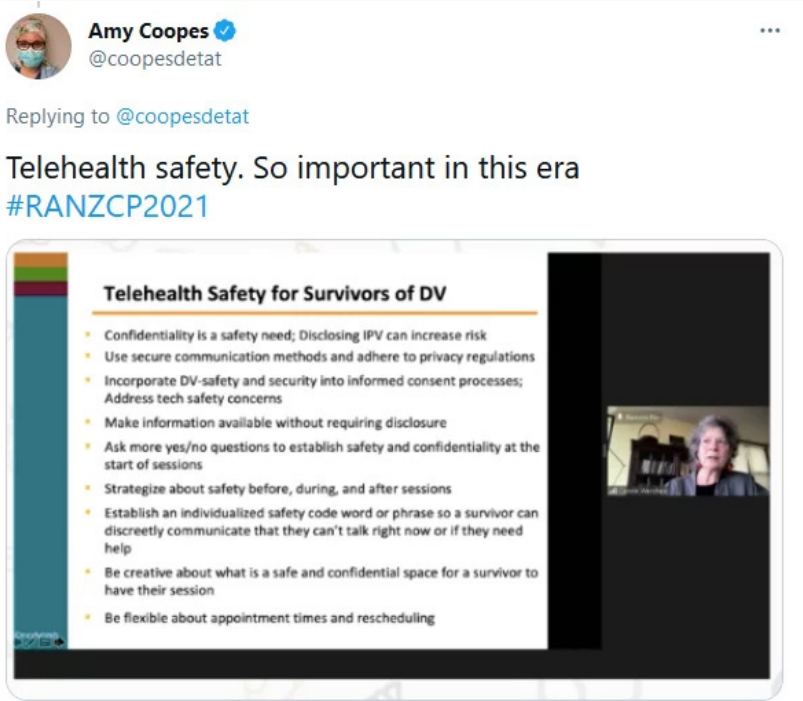 Amy Coopes
@coopesdetat
Replying to @coopesdetat
Telehealth safety. So important in this era
#RANZCP2021
Telehealth Safety for Survivors of DV
Confidentiality is a safety need; Disclosing IPV can increase risk
Use secure communication methods and adhere to privacy regulations
Incorporate DV-safety and security into informed consent processes;
Address tech safety concerns
Make information available without requiring disclosure
Ask more yes/no questions to establish safety and confidentiality at the
start of sessions
Strategize about safety before, during, and after sessions
Establish an individualized safety code word or phrase so a survivor can
discreetly communicate that they can't talk right now or if they need
help
Be creative about what is a safe and confidential space for a survivor to
have their session
Be flexible about appointment times and rescheduling